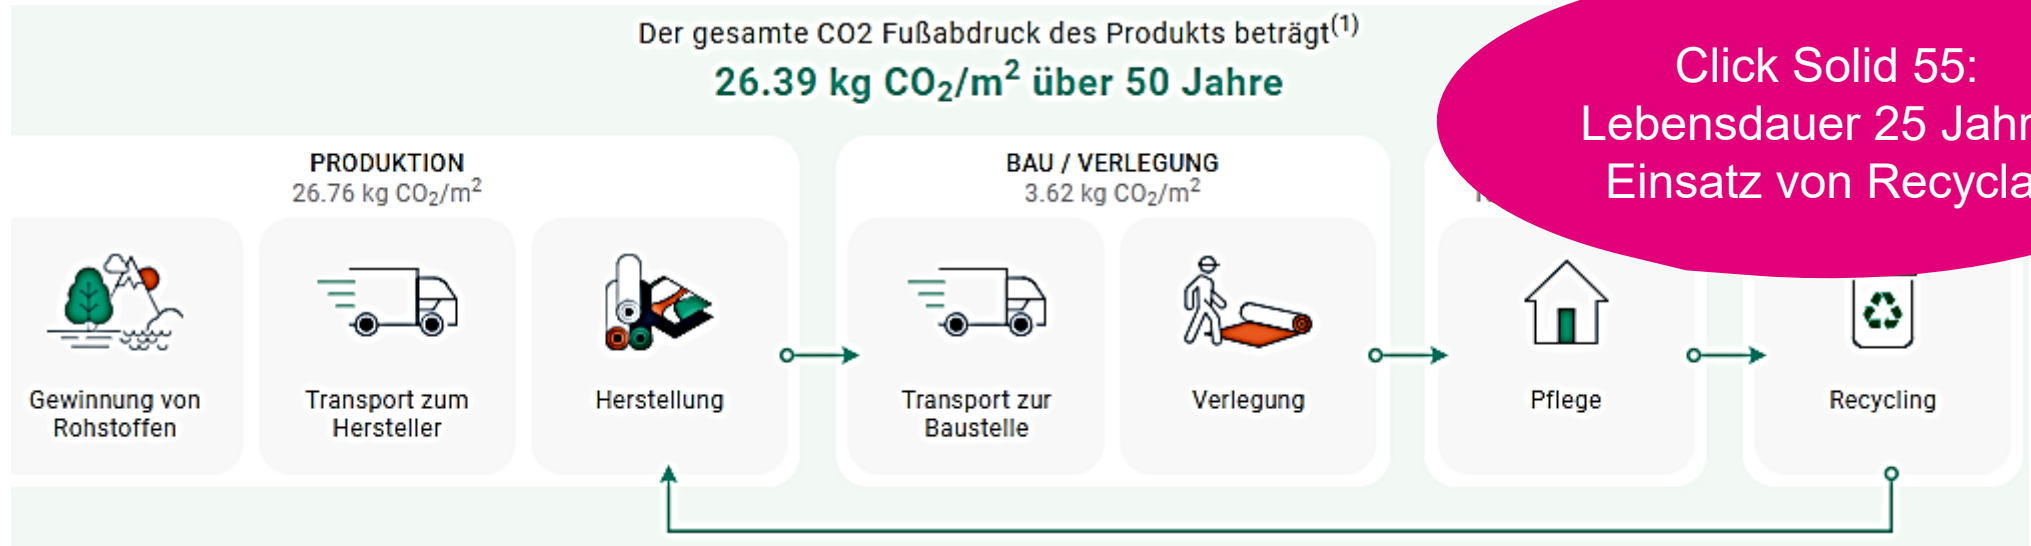 Der gesamte CO2 Fußabdruck des Produkts beträgt(1)
26.39 kg CO2/m2 über 50 Jahre
Click Solid 55:
Lebensdauer 25 Jahr
Einsatz von Recycla
PRODUKTION
26.76 kg CO2/m2
BAU / VERLEGUNG
3.62 kg CO2/m2
Gewinnung von
Rohstoffen
Transport zum
Hersteller
Herstellung
Transport zur
Baustelle
Verlegung
Pflege
Recycling